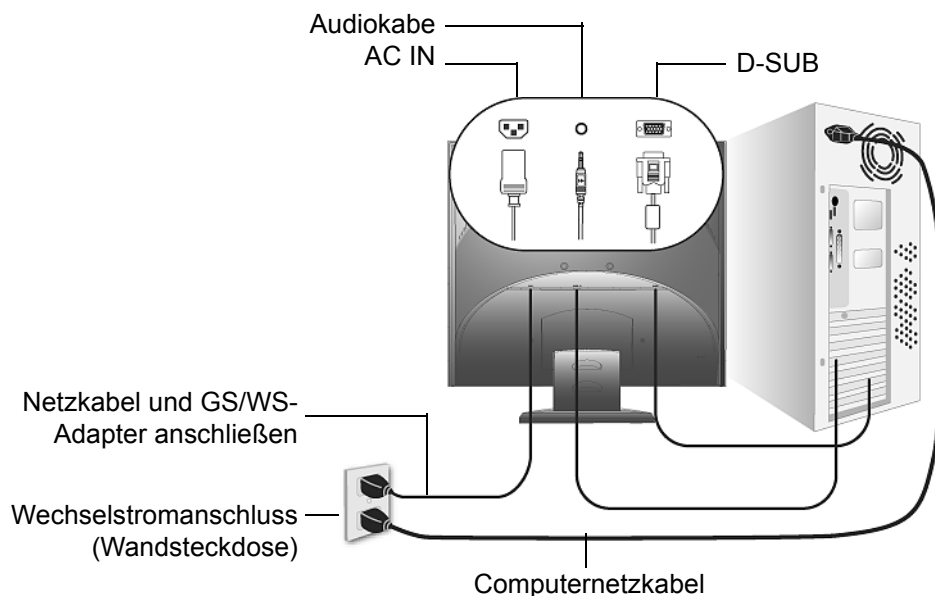 Audiokabe
AC IN
D-SUB
Netzkabel und GS/WS-
Adapter anschließen
Wechselstromanschluss
(Wandsteckdose)
Computernetzkabel